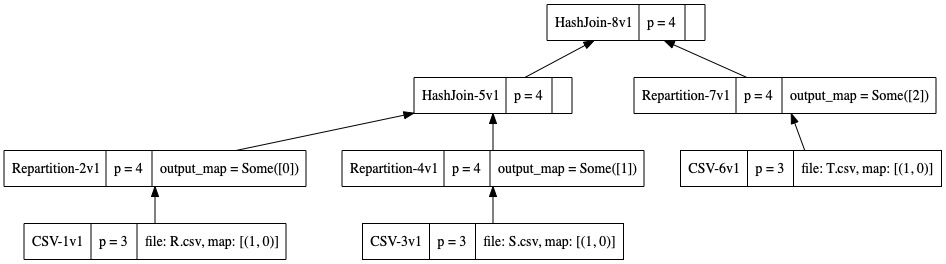 HashJoin-8v1 p = 4
HashJoin-5v1 p = 4
Repartition-7v1 p = 4 output_map = Some([2])
Repartition-2v1 p = 4 output_map = Some([0])
Repartition-4v1 p = 4 output_map = Some([1])
CSV-6v1 p = 3 file: T.csv, map: [(1, 0)]
CSV-1v1 p = 3 file: R.csv, map: [(1, 0)]
CSV-3v1 p = 3 file: S.csv, map: [(1, 0)]